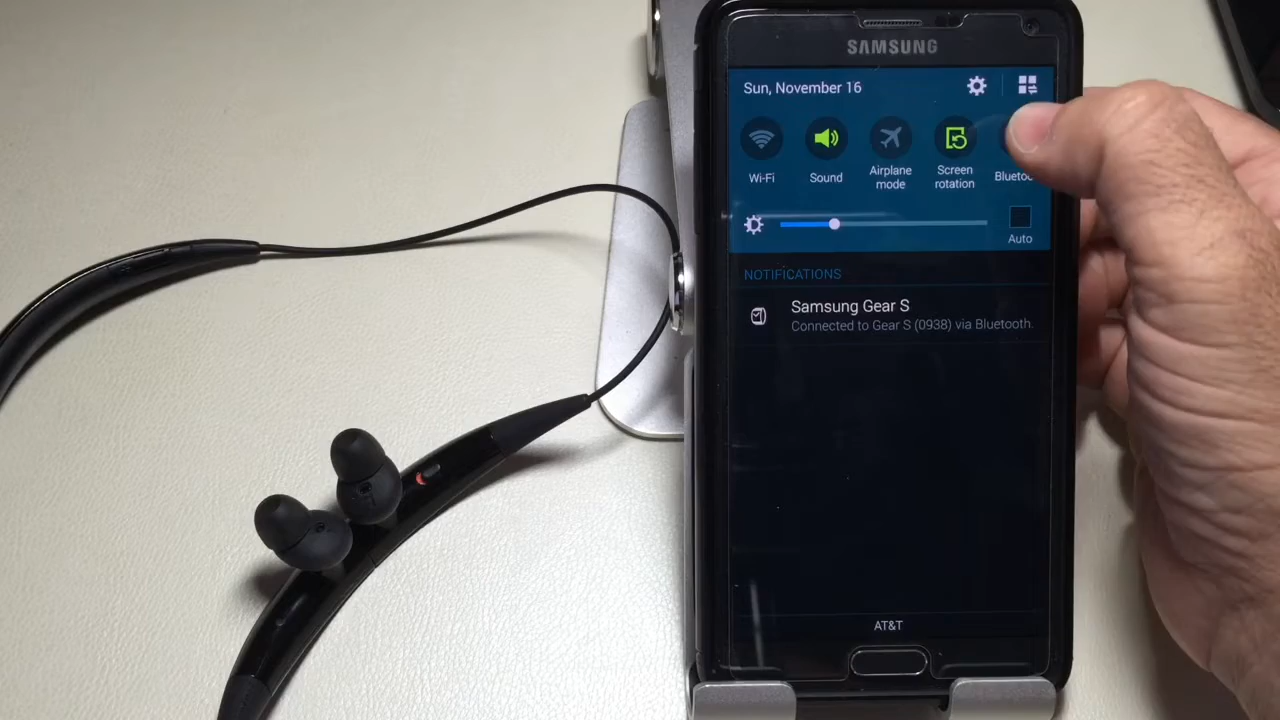 SAMSUNG
Sun, November 16
Wi-Fi
Sound
Airplane
mode
Screen
rotation
Bluetoo
Auto
NOTIFICATIONS
Samsung Gear S
Connected to Gear S (0938) via Bluetooth.
AT&T